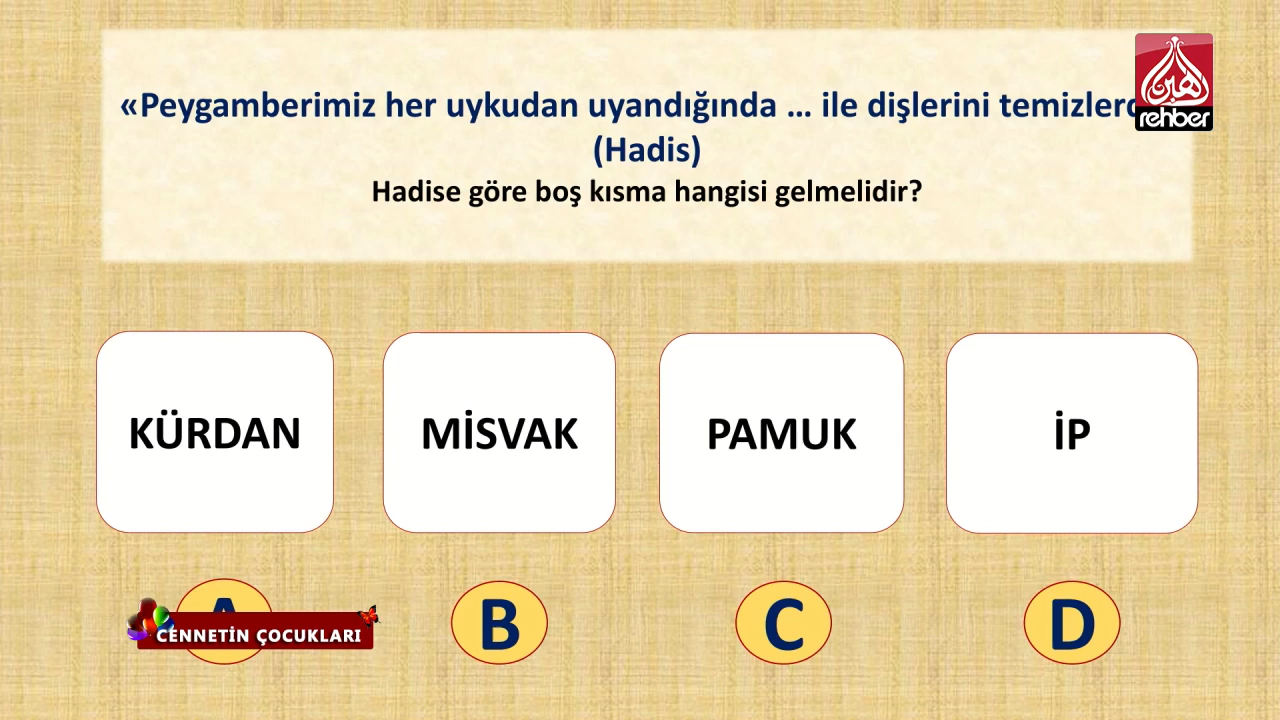 «Peygamberimiz her uykudan uyandığında ... ile dişlerini
(Hadis)
Hadise göre boş kısma hangisi gelmelidir?
رهبر
rehber
KÜRDAN
MİSVAK
PAMUK
İP
A
B
C
D
CENNETİN ÇOCUKLARI